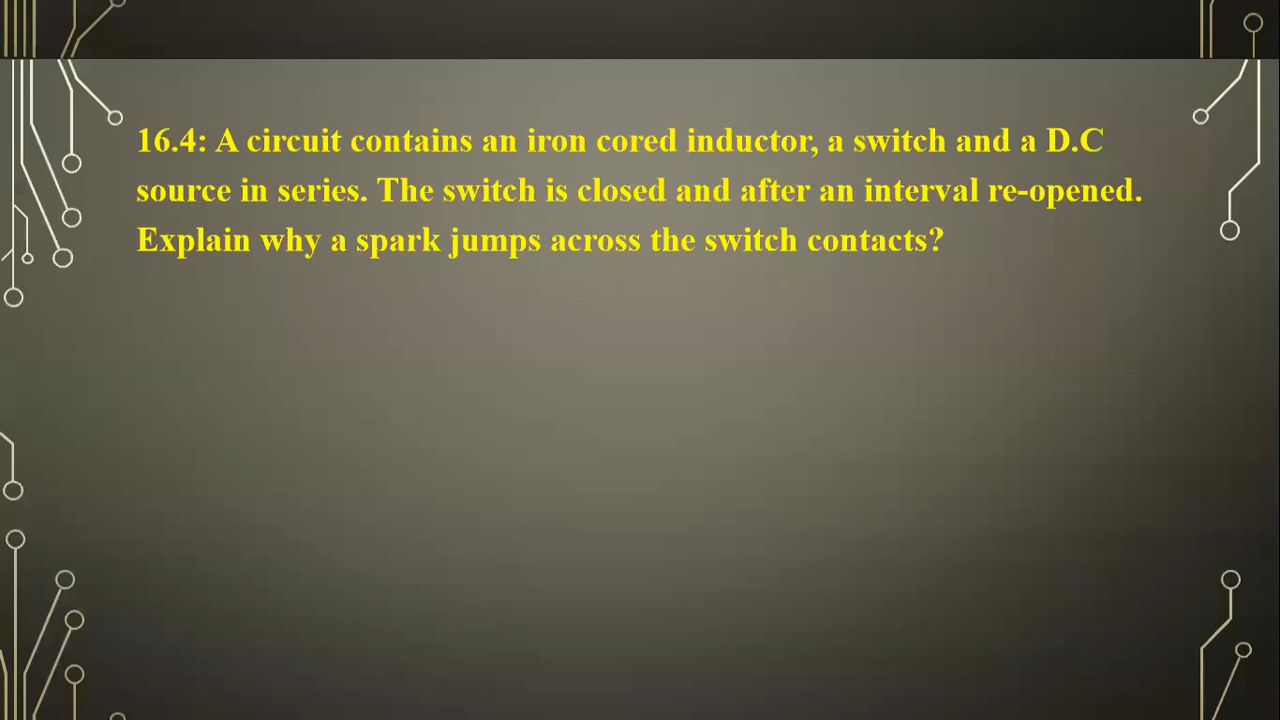 16.4: A circuit contains an iron cored inductor, a switch and a D.C
source in series. The switch is closed and after an interval re-opened.
Explain why a spark jumps across the switch contacts?